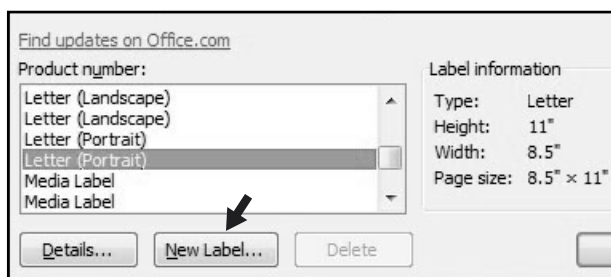 Find updates on Office.com
Product number:
Letter (Landscape)
Letter (Landscape)
Letter (Portrait)
Letter (Portrait)
Media Label
Media Label
Label information
Type: Letter
Height: 11"
Width: 8.5"
Page size: 8.5" × 11"
Details... New Label... Delete